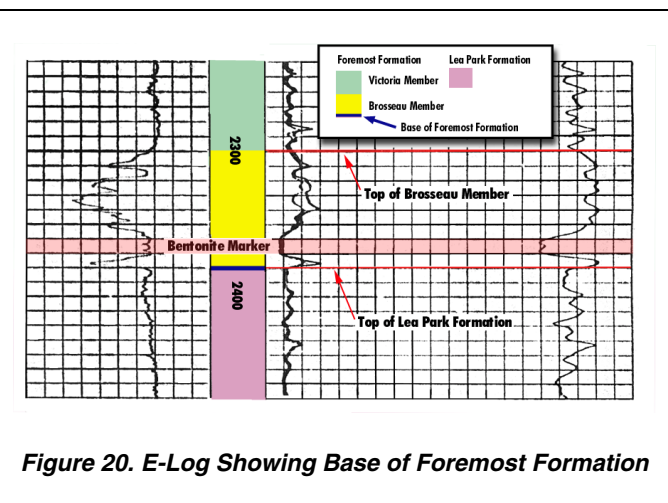 Foremost Formation
Lea Park Formation
Victoria Member
Brosseau Member
Base of Foremost Formation
2300
Top of Brosseau Member
Bentonite Marker
2400
Top of Lea Park Formation
Figure 20. E-Log Showing Base of Foremost Formation